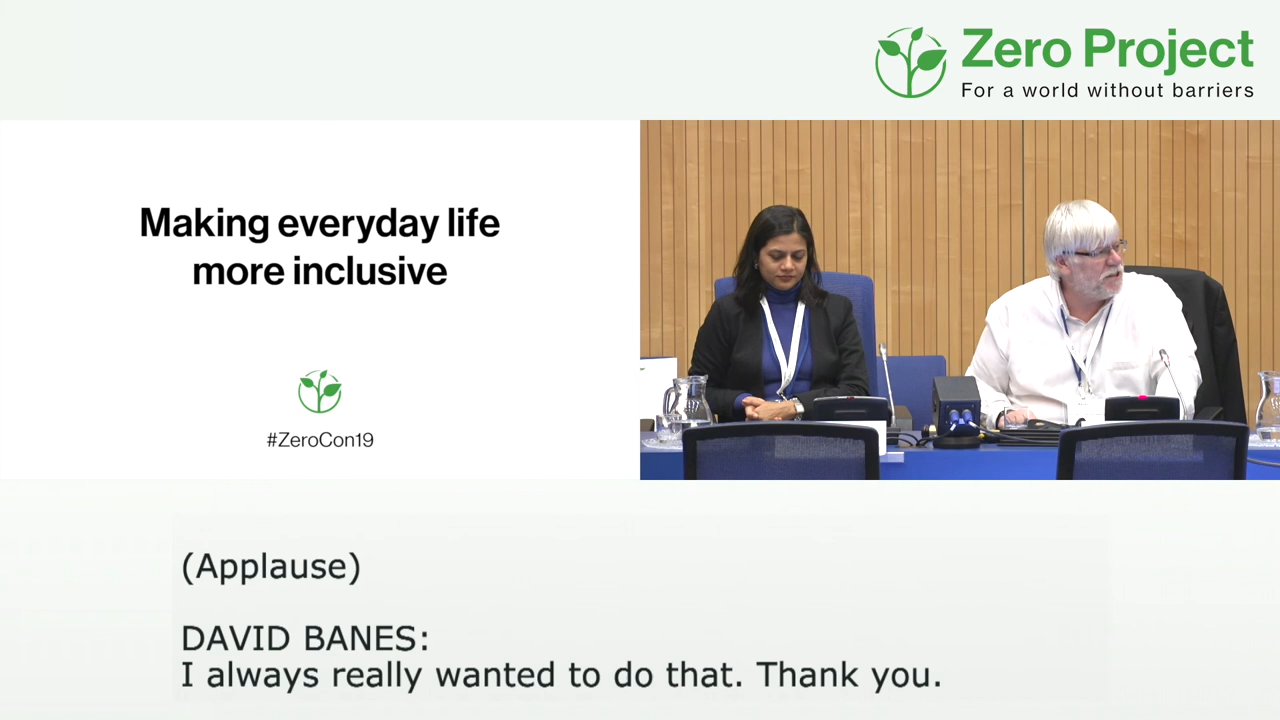 Zero Project
For a world without barriers
Making everyday life
more inclusive
#ZeroCon19
(Applause)
DAVID BANES:
I always really wanted to do that. Thank you.